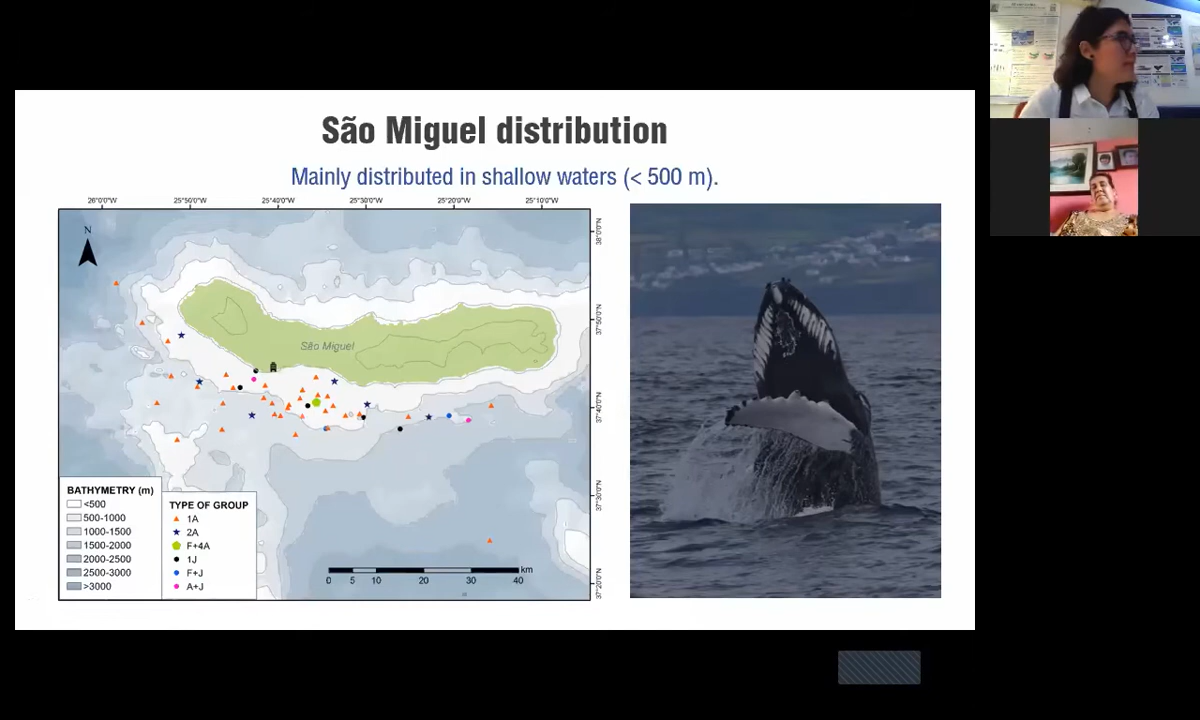 São Miguel distribution
Mainly distributed in shallow waters (< 500 m).
26°0'0"W 25°50'0"W 25°40'0"W 25°30'0"W 25°20'0"W 25°10'0"W
N
38°0'0"N
37°50'0"N
37°40'0"N
37°30'0"N
37°20'0"N
São Miguel
BATHYMETRY (m)
<500
500-1000
1000-1500
1500-2000
2000-2500
2500-3000
>3000
TYPE OF GROUP
1A
2A
F+4A
1J
F+J
A+J
km
0 5 10 20 30 40